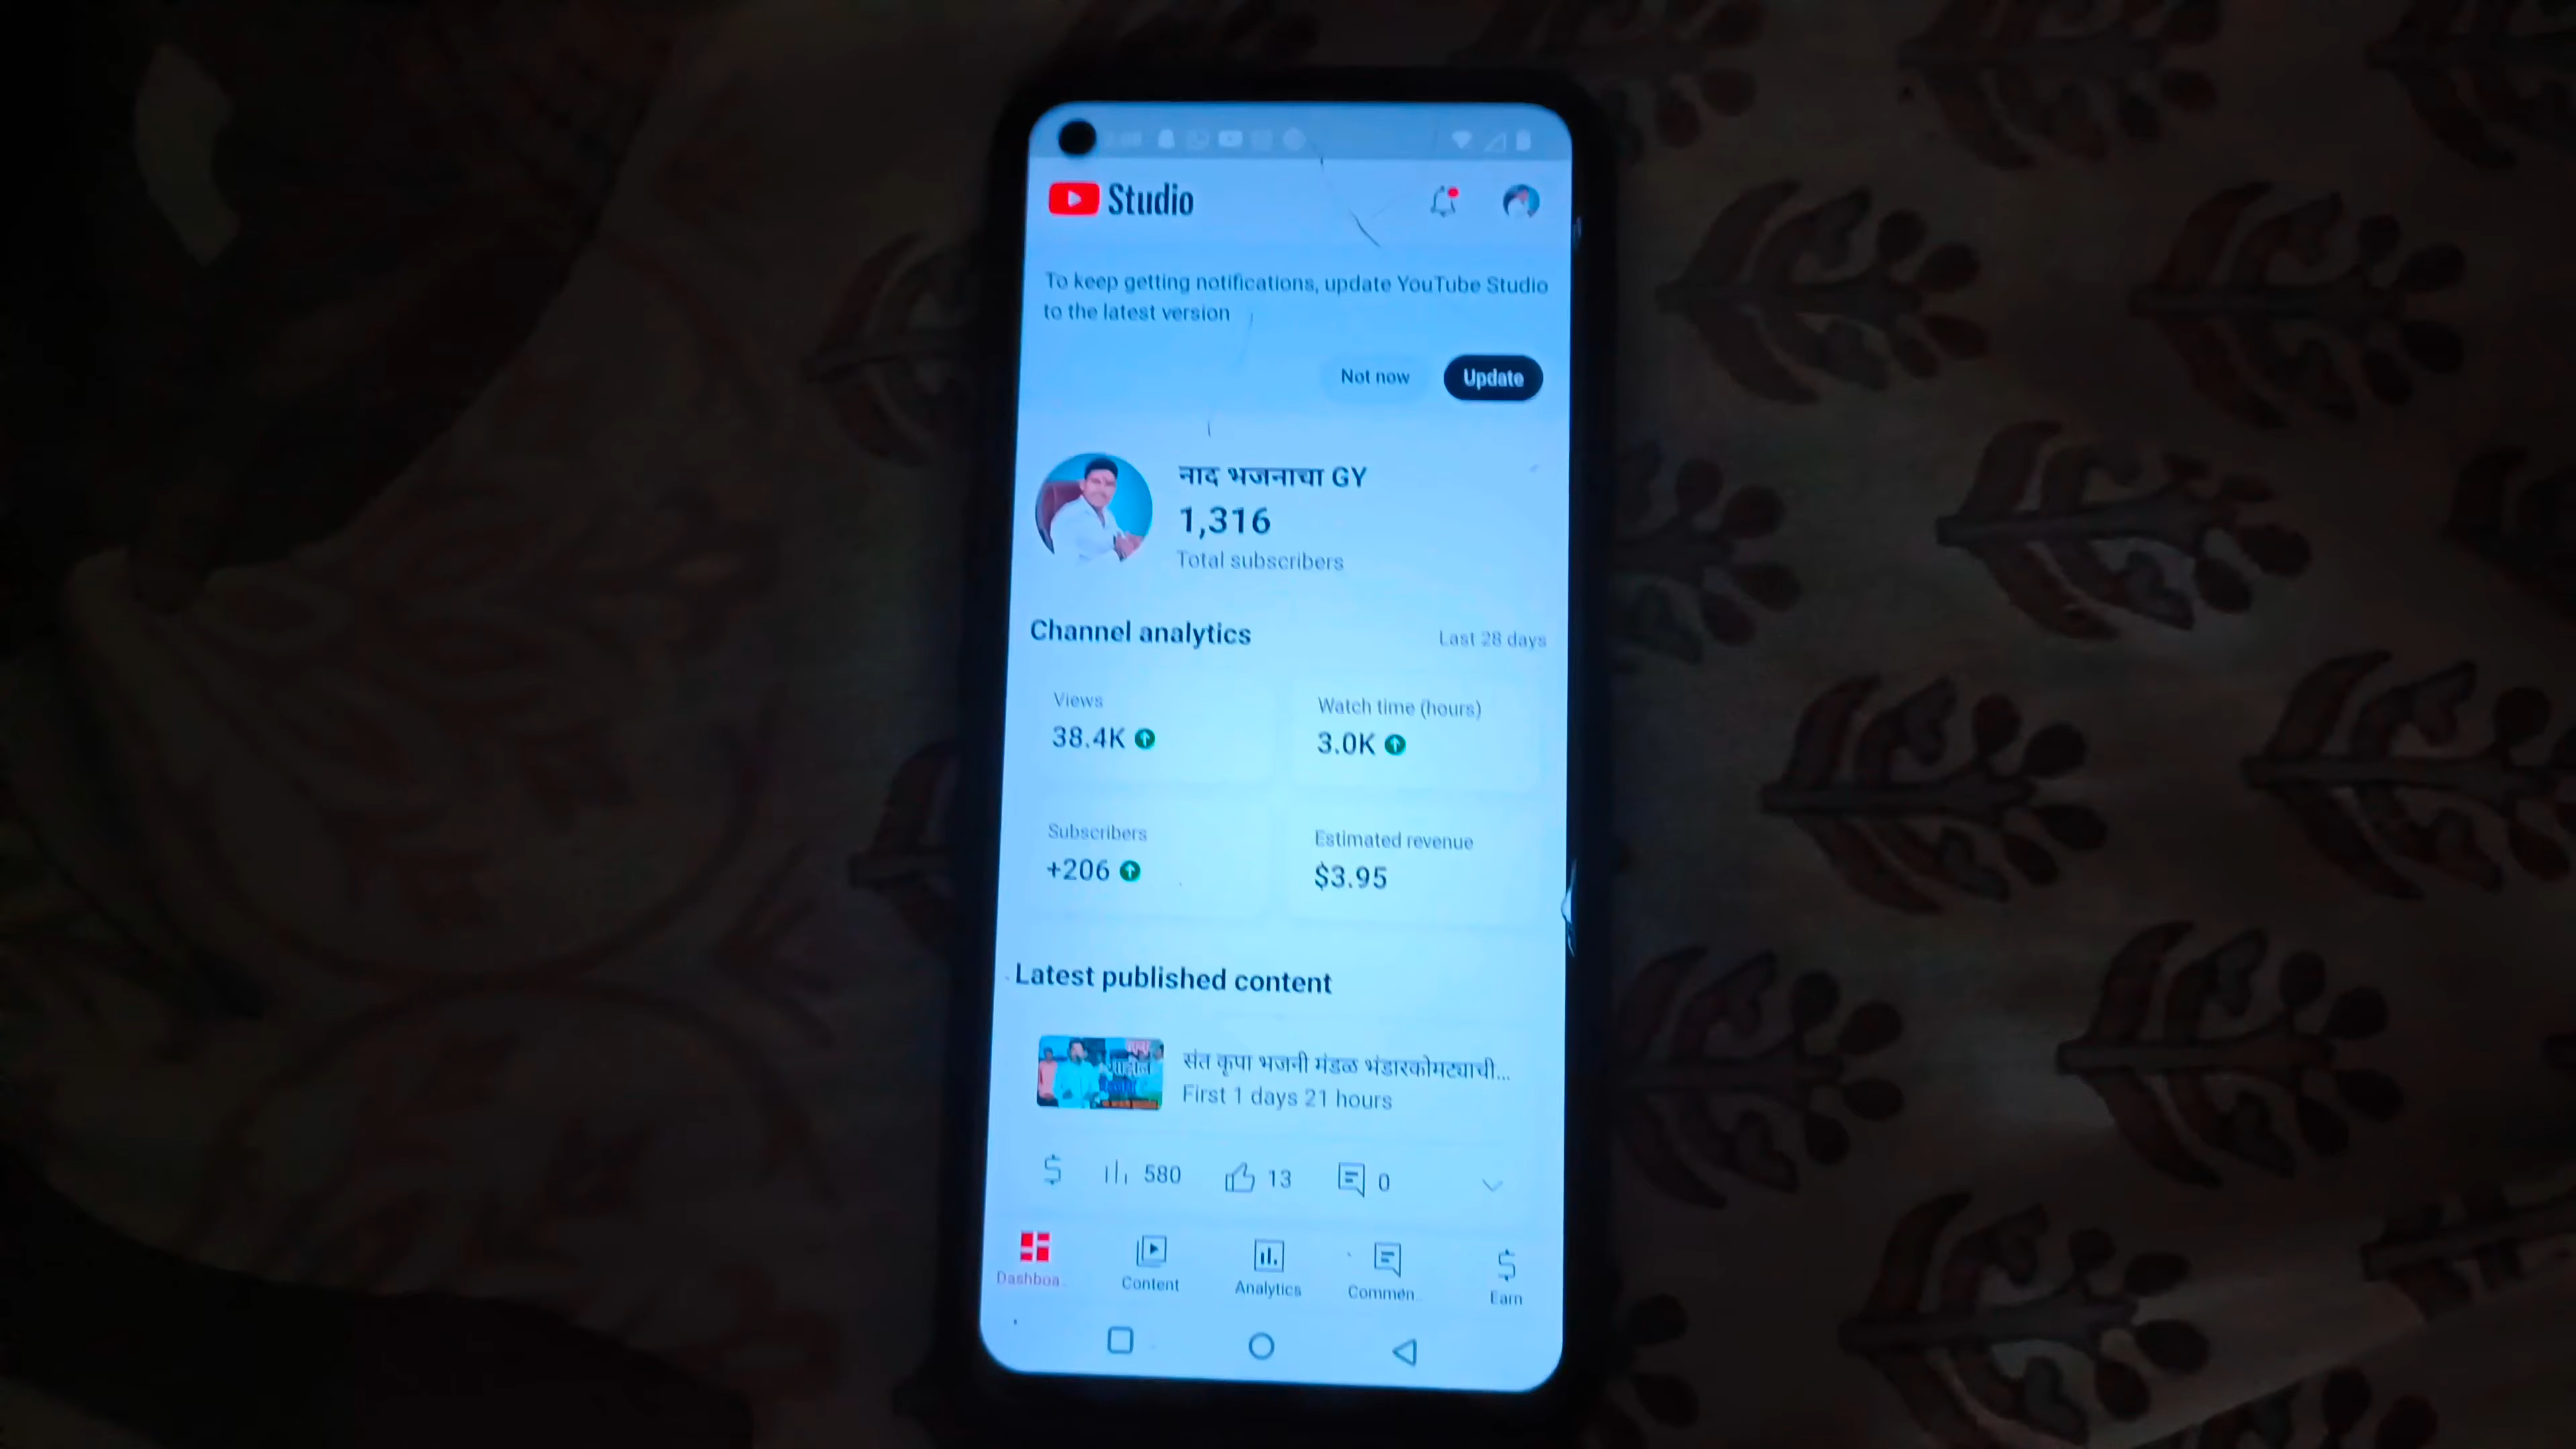 Studio
To keep getting notifications, update YouTube Studio
to the latest version
Not now
Update
नाद भजनाचा GY
1,316
Total subscribers
Channel analytics
Last 28 days
Views
Watch time (hours)
38.4K
3.0K
Subscribers
Estimated revenue
+206
$3.95
Latest published content
संत कृपा भजनी मंडळ भंडारकोमट्याची...
First 1 days 21 hours
580
13
0
Dashboa..
Content
Analytics
Commen..
Earn